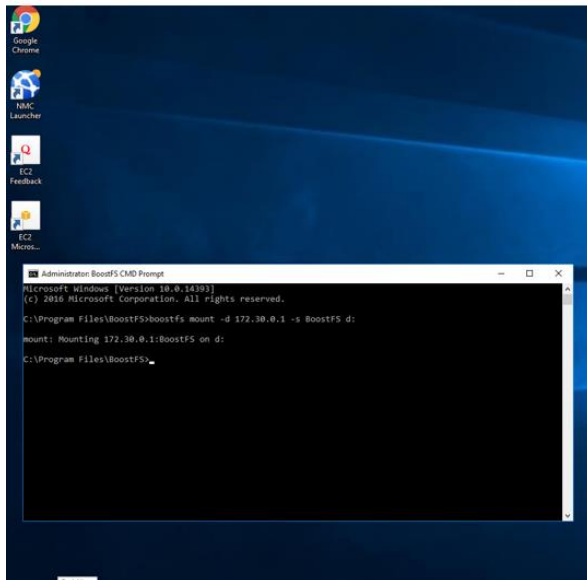 Google
Chrome
NMC
Launcher
EC2
Feedback
EC2
Micros...
Administrator: BoostFS CMD Prompt
Microsoft Windows [Version 10.0.14393]
(c) 2016 Microsoft Corporation. All rights reserved.
C:\Program Files\BoostFS>boostfs mount -d 172.30.0.1 -s BoostFS d:
mount: Mounting 172.30.0.1:BoostFS on d:
C:\Program Files\BoostFS>